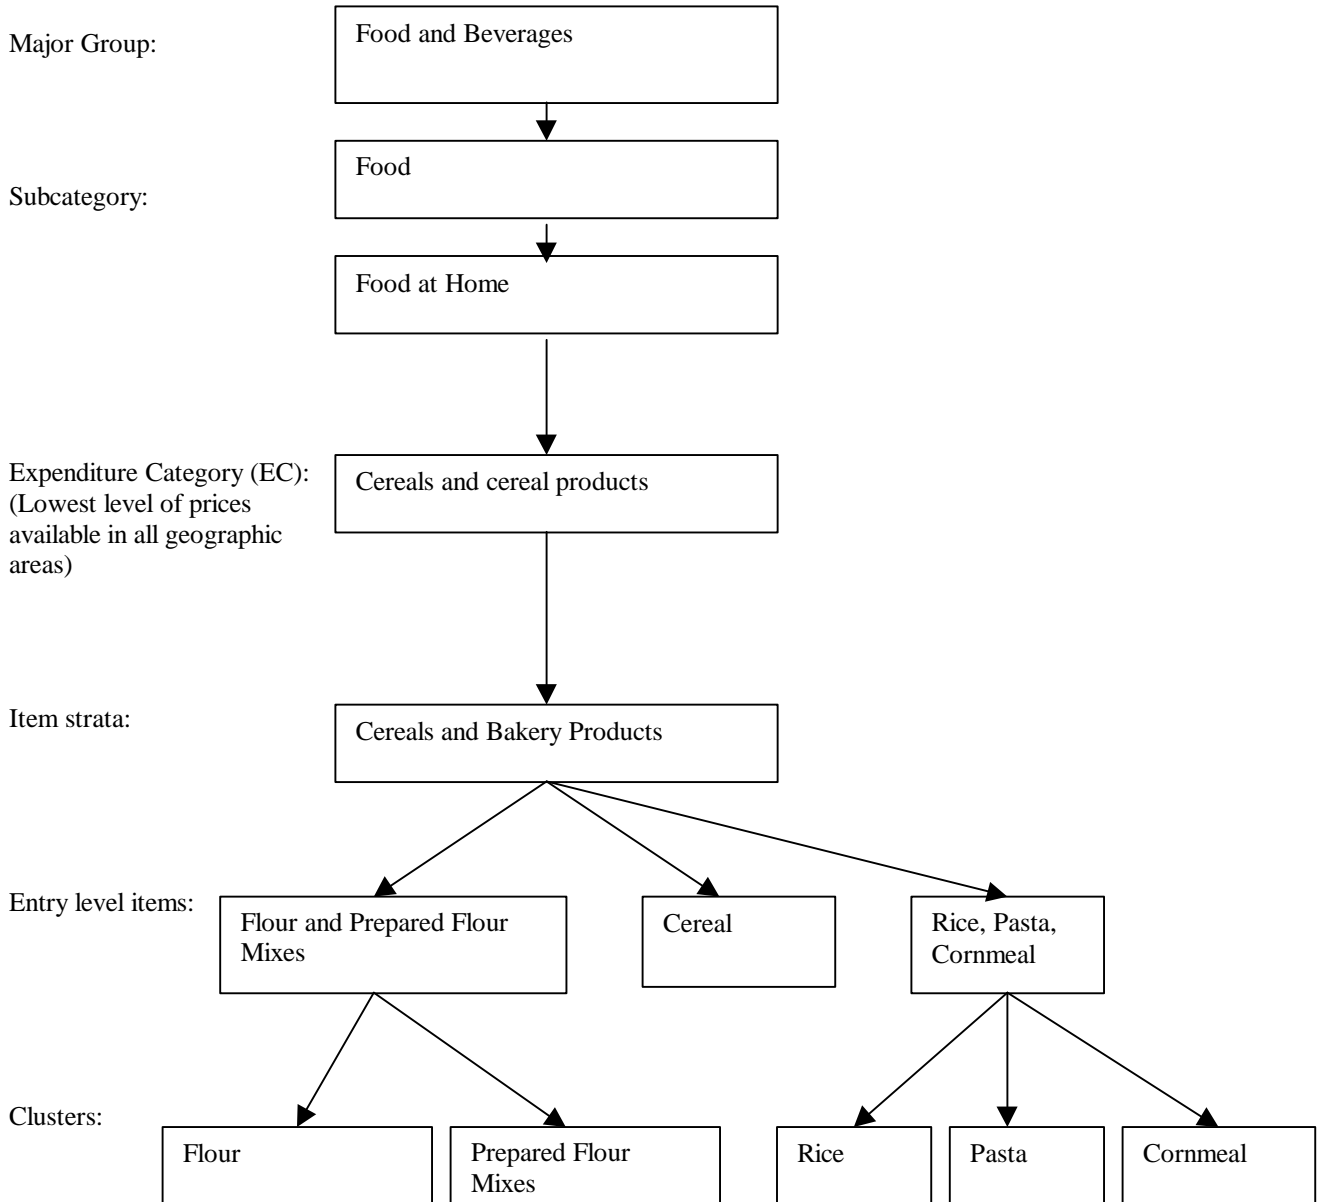 Major Group:
Food and Beverages
Subcategory:
Food
Food at Home
Expenditure Category (EC):
(Lowest level of prices
available in all geographic
areas)
Cereals and cereal products
Item strata:
Cereals and Bakery Products
Entry level items:
Flour and Prepared Flour
Mixes
Cereal
Rice, Pasta,
Cornmeal
Clusters:
Flour
Prepared Flour
Mixes
Rice
Pasta
Cornmeal